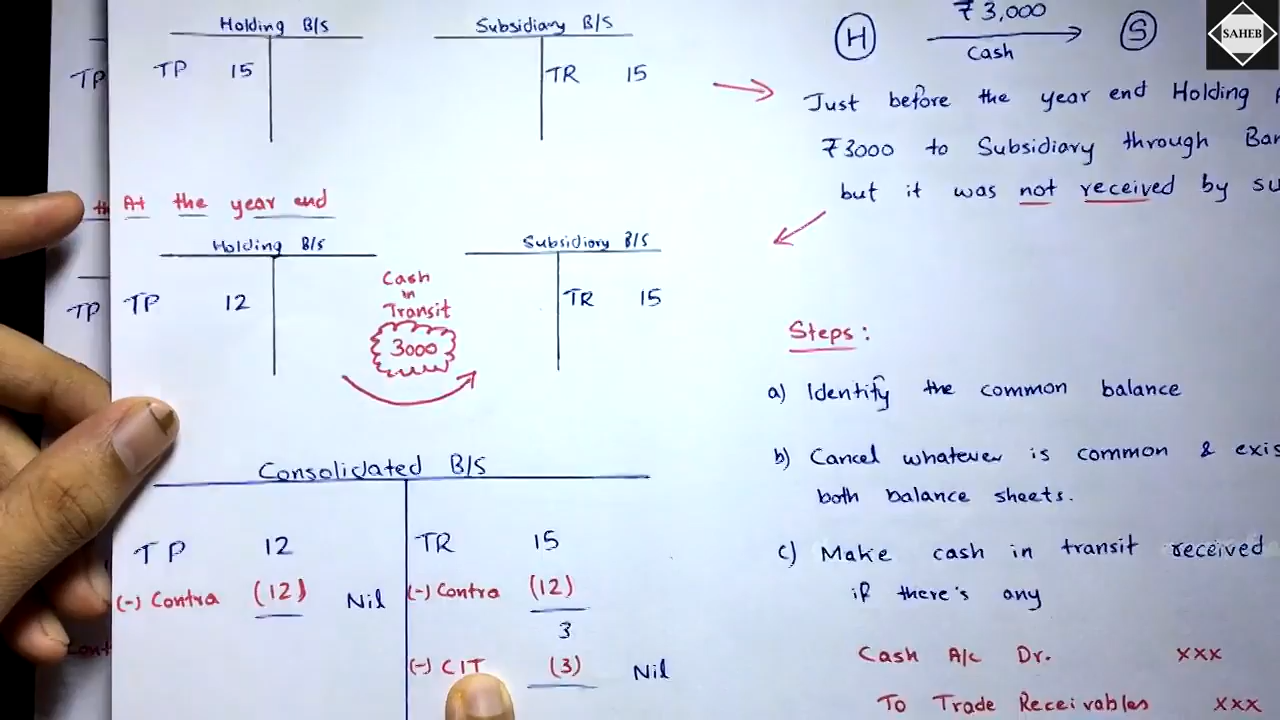 Holding B/S
TP 15
Subsidiary B/S
TR 15
TP
₹3,000
H S
Cash
SAHEB
Just before the year end Holding
₹3000 to Subsidiary through
but it was not received by
At the year end
Holding B/S
TP 12
Cash
in
Transit
3000
Subsidiary B/S
TR 15
TP
Steps:
a) Identify the common balance
b) Cancel whatever is common &
both balance sheets.
c) Make cash in transit received
if there's any
Cash A/c Dr. xxx
To Trade Receivables xxx
Consolidated B/S
TP 12
(-) Contra (12) Nil
TR 15
(-) Contra (12)
3
(-) CIT (3) Nil